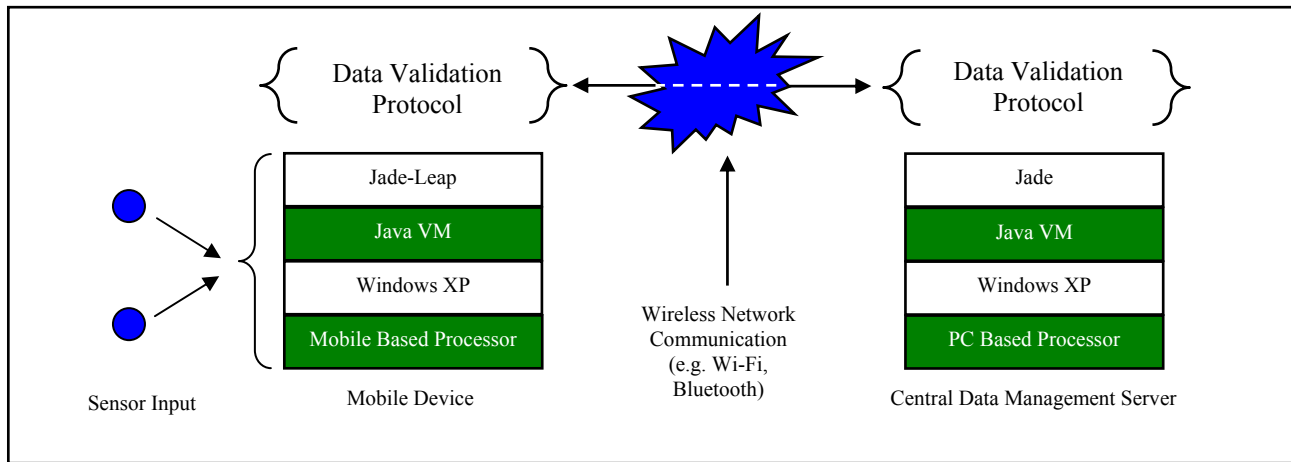 Data Validation
Protocol
Data Validation
Protocol
Jade-Leap
Java VM
Windows XP
Mobile Based Processor
Jade
Java VM
Windows XP
PC Based Processor
Wireless Network
Communication
(e.g. Wi-Fi,
Bluetooth)
Sensor Input
Mobile Device
Central Data Management Server